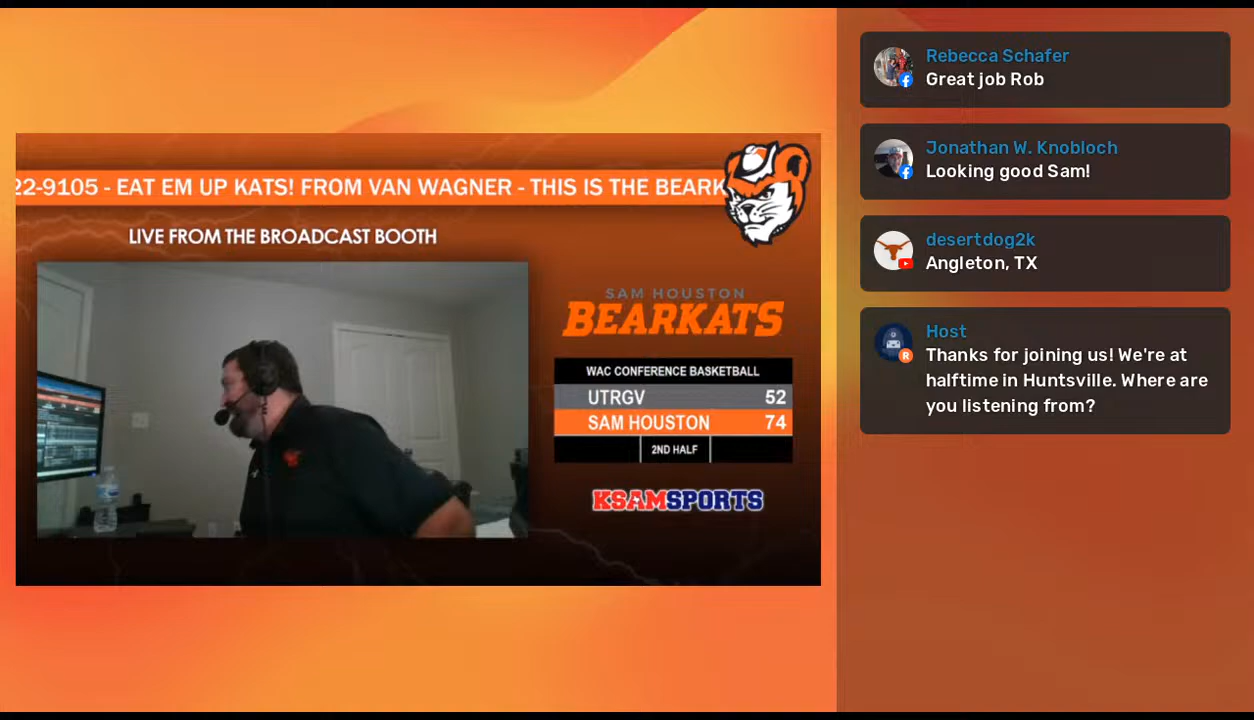 22-9105 - EAT EM UP KATS! FROM VAN WAGNER - THIS IS THE BEARK
LIVE FROM THE BROADCAST BOOTH
SAM HOUSTON
BEARKATS
WAC CONFERENCE BASKETBALL
UTRGV 52
SAM HOUSTON 74
2ND HALF
KSAMSPORTS
Rebecca Schafer
Great job Rob
Jonathan W. Knobloch
Looking good Sam!
desertdog2k
Angleton, TX
Host
Thanks for joining us! We're at
halftime in Huntsville. Where are
you listening from?